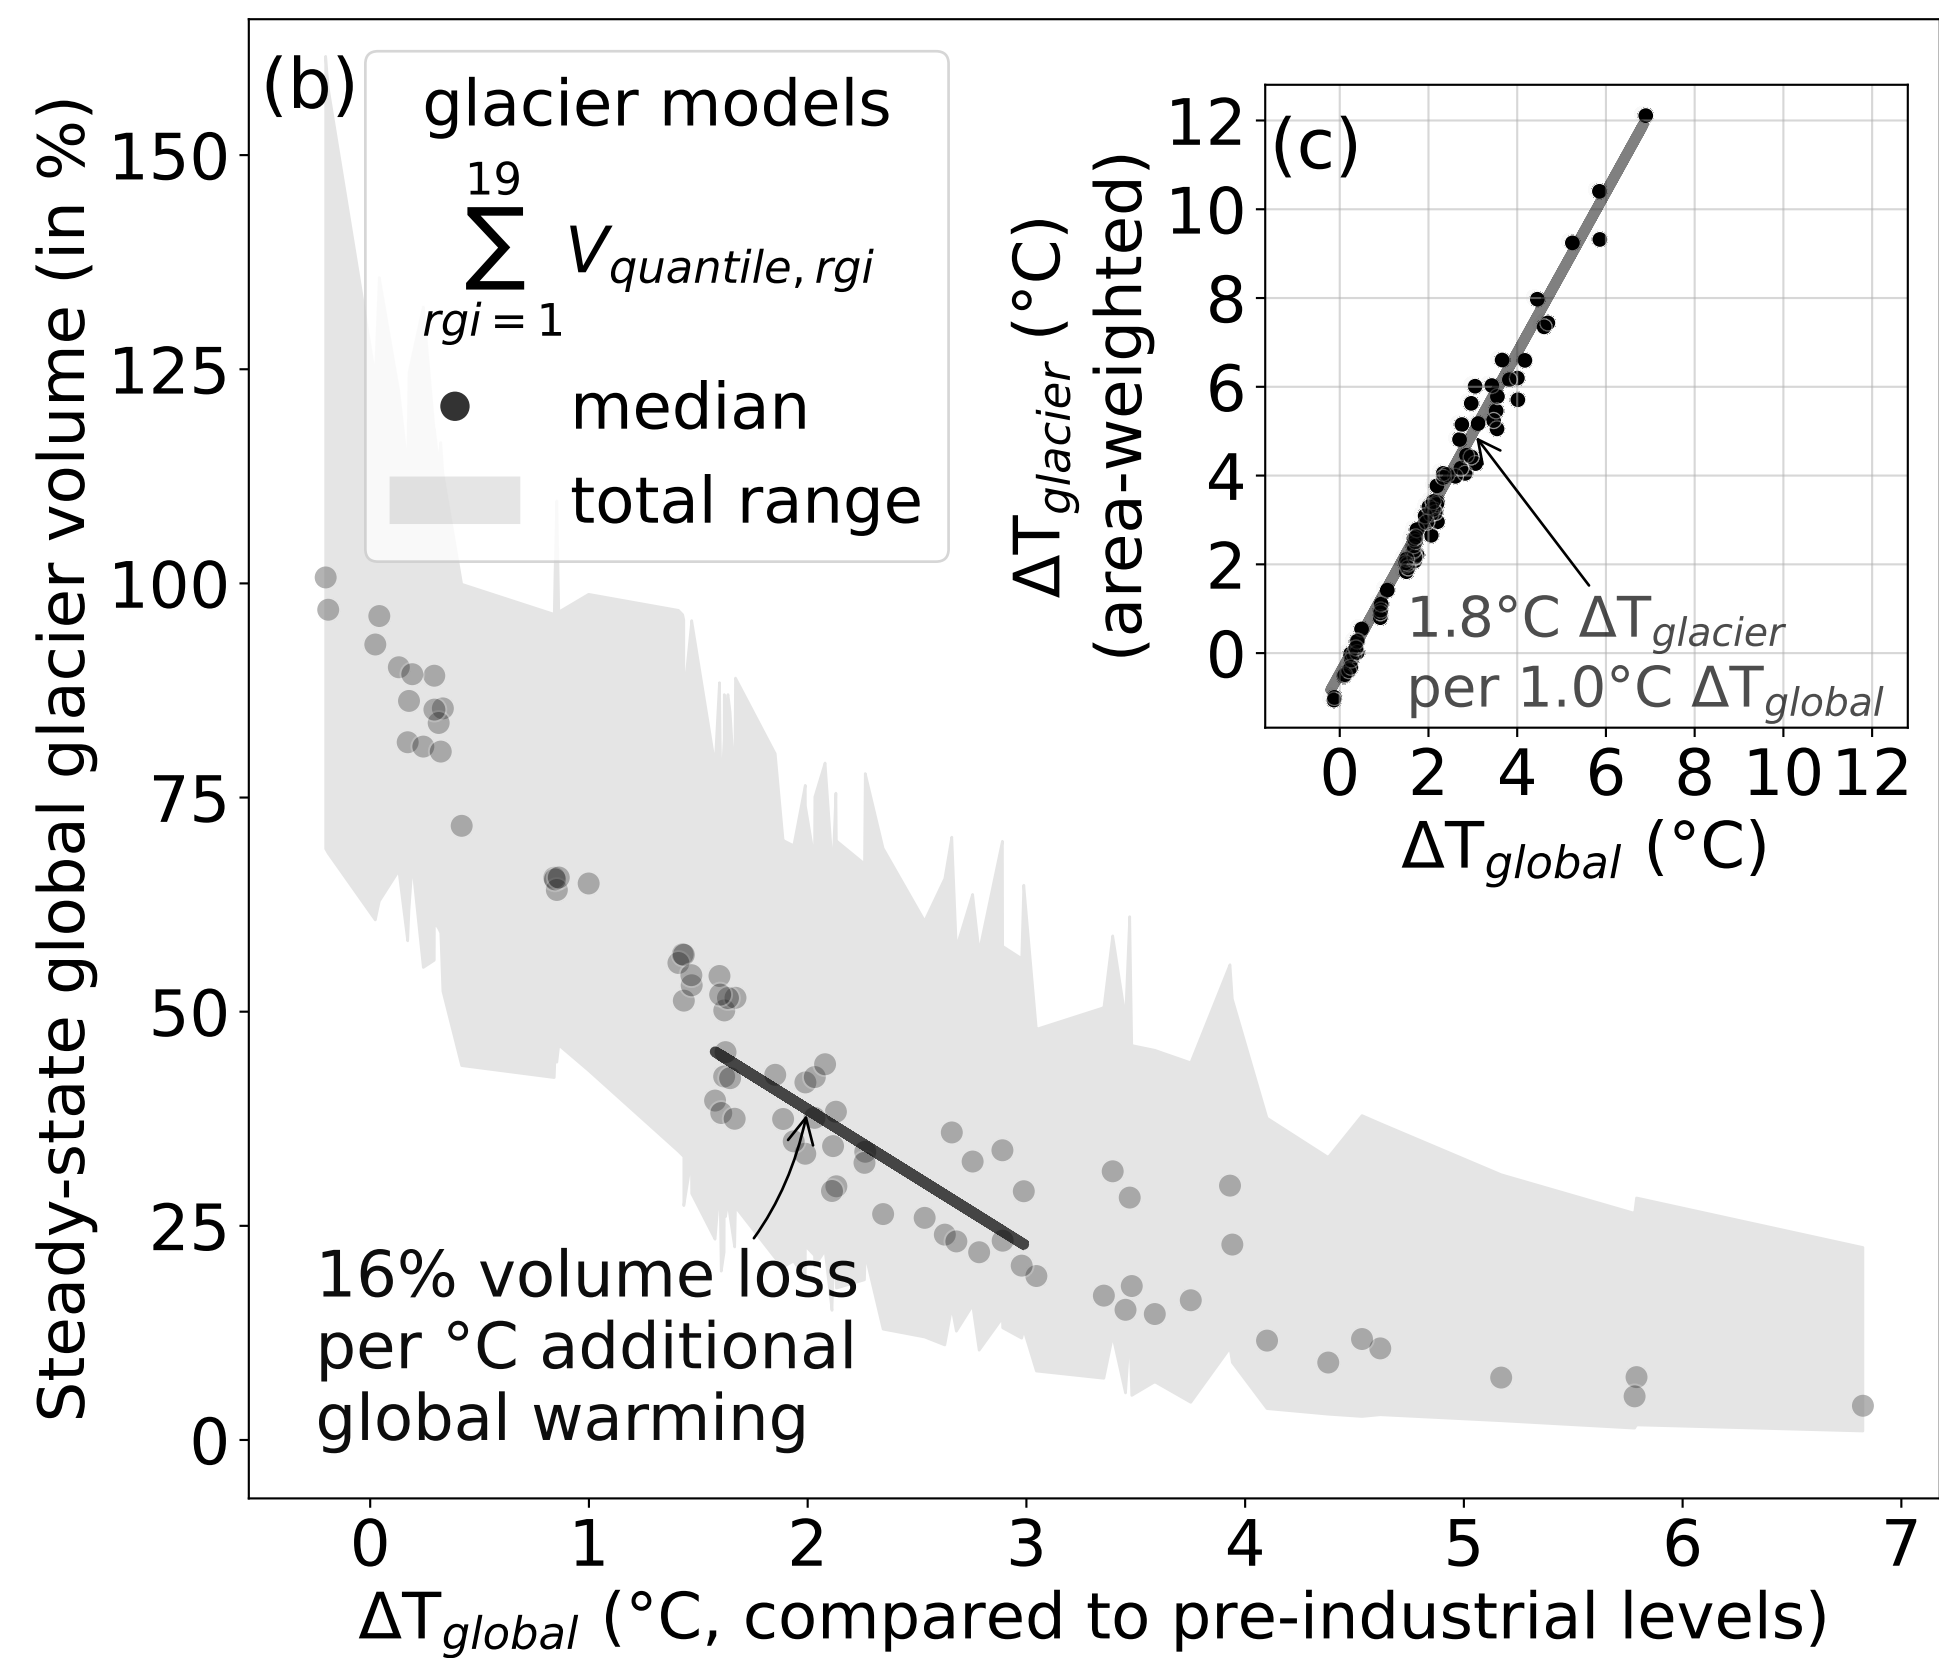 (b)
glacier models
19
∑ V_quantile, rgi
rgi = 1
median
total range
Steady-state global glacier volume (in %)
150
125
100
75
50
25
0
16% volume loss
per °C additional
global warming
0 1 2 3 4 5 6 7
ΔT_global (°C, compared to pre-industrial levels)
(c)
ΔT_glacier (°C)
(area-weighted)
12
10
8
6
4
2
0
1.8°C ΔT_glacier
per 1.0°C ΔT_global
0 2 4 6 8 10 12
ΔT_global (°C)